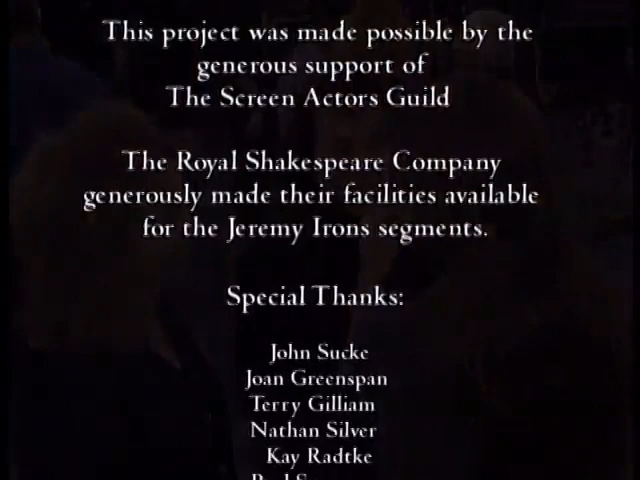 This project was made possible by the
generous support of
The Screen Actors Guild
The Royal Shakespeare Company
generously made their facilities available
for the Jeremy Irons segments.
Special Thanks:
John Sucke
Joan Greenspan
Terry Gilliam
Nathan Silver
Kay Radtke